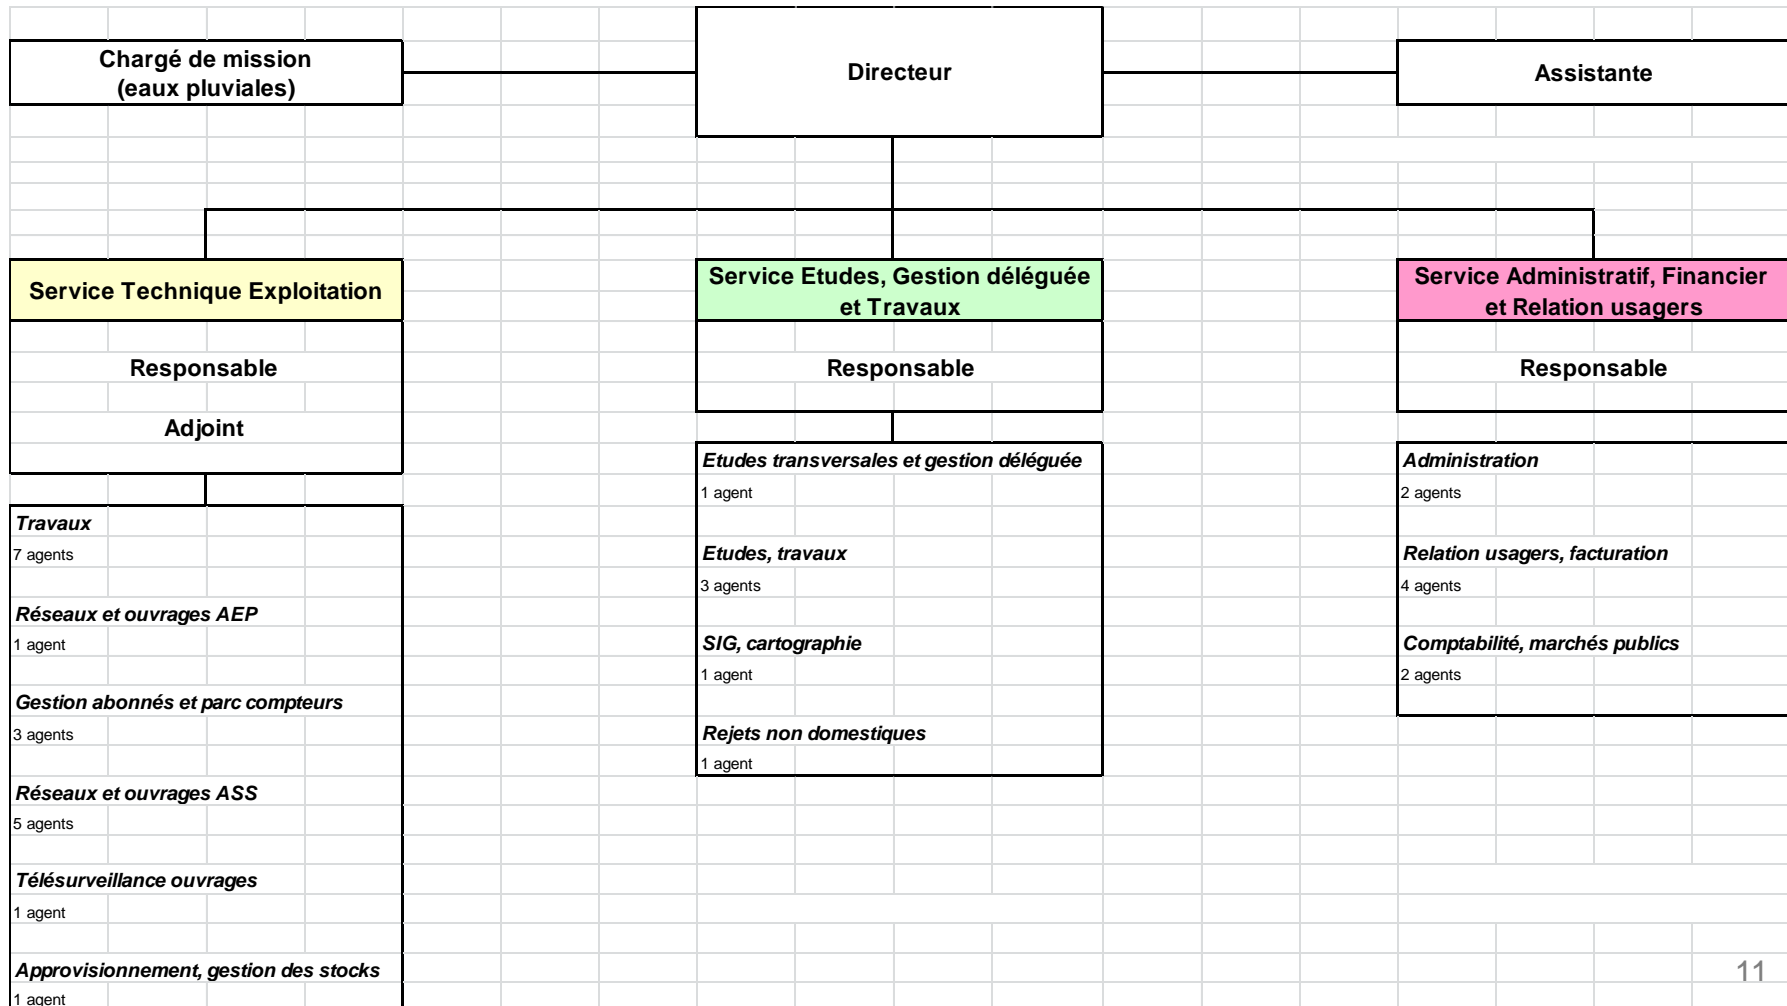 Chargé de mission
(eaux pluviales)
Directeur
Assistante
Service Technique Exploitation
Responsable
Adjoint
Travaux
7 agents
Réseaux et ouvrages AEP
1 agent
Gestion abonnés et parc compteurs
3 agents
Réseaux et ouvrages ASS
5 agents
Télésurveillance ouvrages
1 agent
Approvisionnement, gestion des stocks
1 agent
Service Etudes, Gestion déléguée
et Travaux
Responsable
Etudes transversales et gestion déléguée
1 agent
Etudes, travaux
3 agents
SIG, cartographie
1 agent
Rejets non domestiques
1 agent
Service Administratif, Financier
et Relation usagers
Responsable
Administration
2 agents
Relation usagers, facturation
4 agents
Comptabilité, marchés publics
2 agents
11